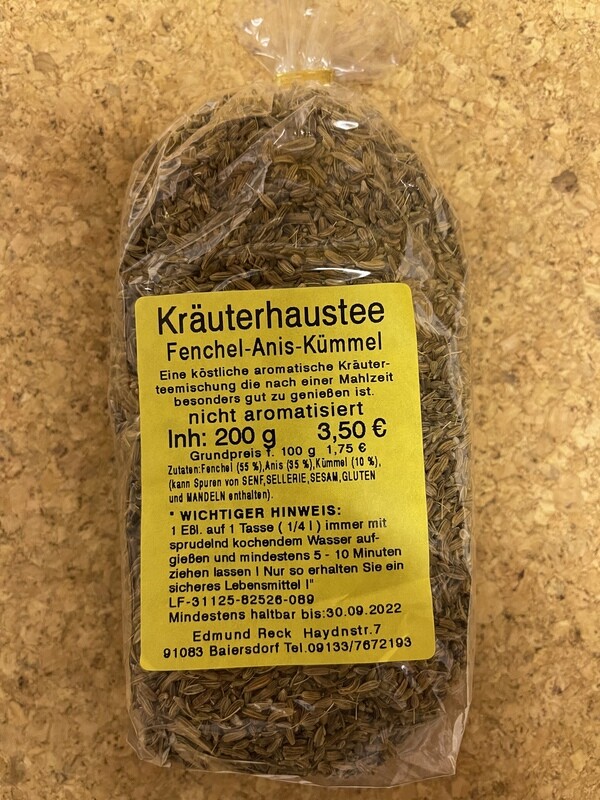 Kräuterhaustee
Fenchel-Anis-Kümmel
Eine köstliche aromatische Kräuter-
teemischung die nach einer Mahlzeit
besonders gut zu genießen ist.
nicht aromatisiert
Inh: 200 g 3,50 €
Grundpreis f. 100 g 1,75 €
Zutaten:Fenchel (55 %),Anis (35 %),Kümmel (10 %),
(kann Spuren von SENF,SELLERIE,SESAM,GLUTEN
und MANDELN enthalten).
" WICHTIGER HINWEIS:
1 EßI. auf 1 Tasse ( 1/4 l ) immer mit
sprudelnd kochendem Wasser auf-
gießen und mindestens 5 - 10 Minuten
ziehen lassen ! Nur so erhalten Sie ein
sicheres Lebensmittel !"
LF-31125-82526-089
Mindestens haltbar bis:30.09.2022
Edmund Reck Haydnstr.7
91083 Baiersdorf Tel.09133/7672193